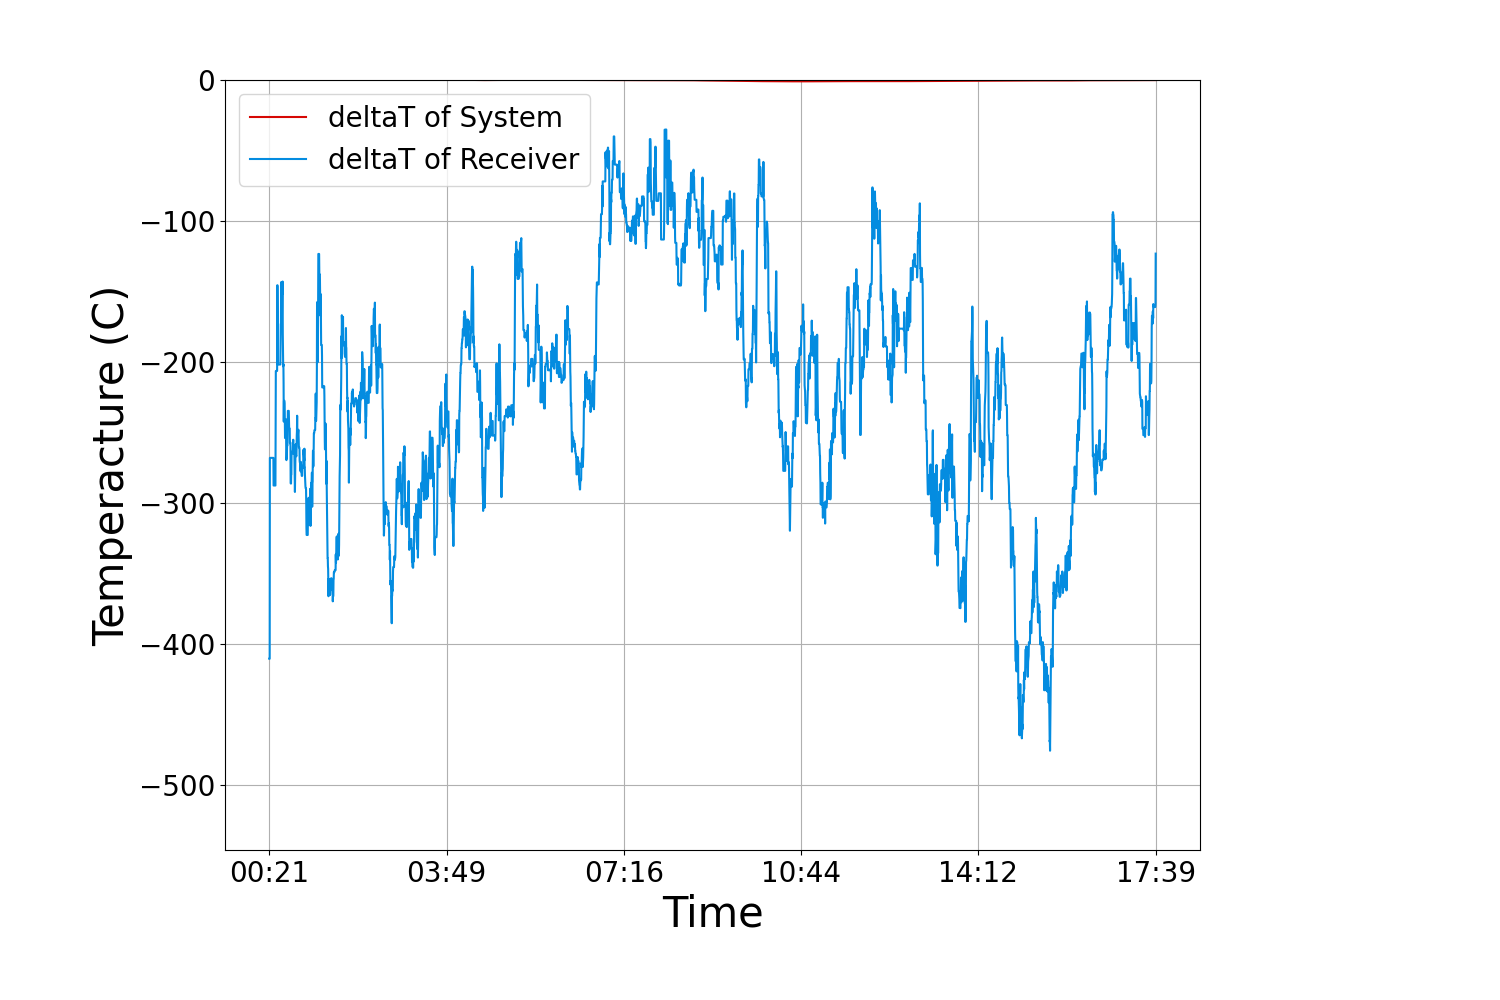 0
−100
−200
−300
−400
−500
Temperacture (C)
deltaT of System
deltaT of Receiver
00:21 03:49 07:16 10:44 14:12 17:39
Time